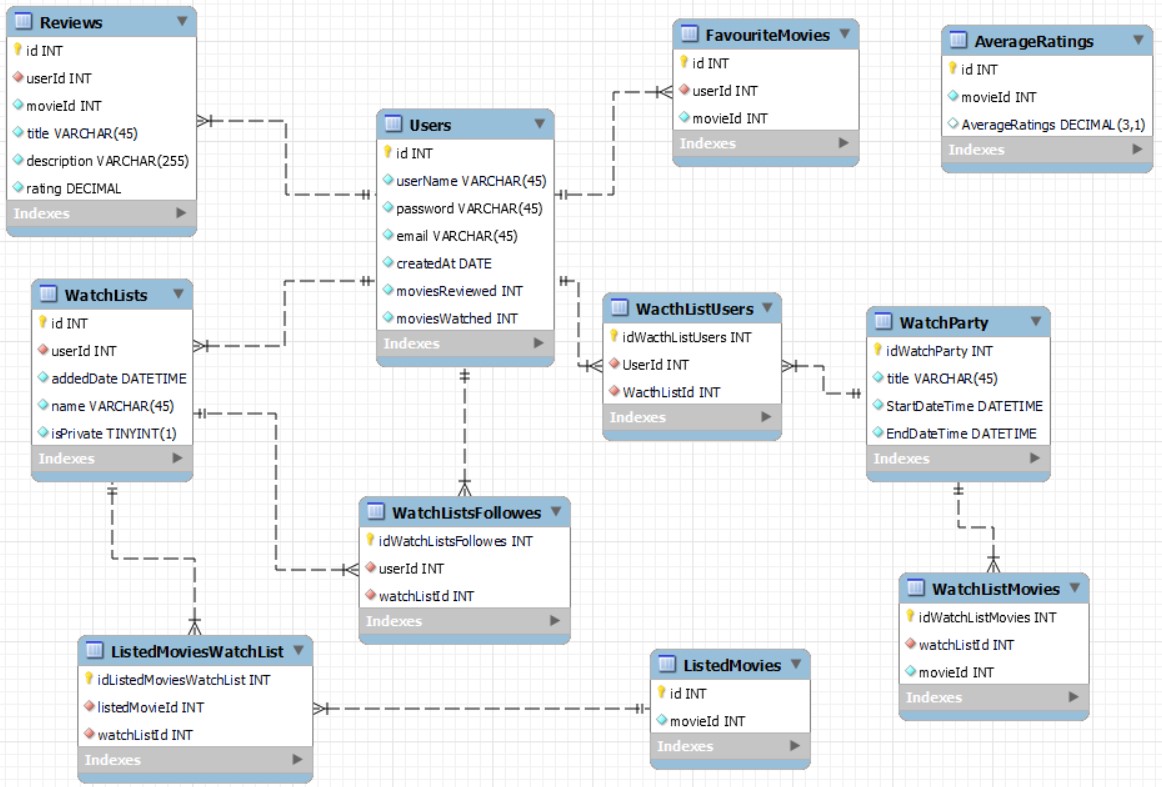 Reviews
id INT
userId INT
movieId INT
title VARCHAR(45)
description VARCHAR(255)
rating DECIMAL
Indexes
Users
id INT
userName VARCHAR(45)
password VARCHAR(45)
email VARCHAR(45)
createdAt DATE
moviesReviewed INT
moviesWatched INT
Indexes
FavouriteMovies
id INT
userId INT
movieId INT
Indexes
AverageRatings
id INT
movieId INT
AverageRatings DECIMAL(3,1)
Indexes
WatchLists
id INT
userId INT
addedDate DATETIME
name VARCHAR(45)
isPrivate TINYINT(1)
Indexes
WacthListUsers
idWacthListUsers INT
UserId INT
WacthListId INT
Indexes
WatchParty
idWatchParty INT
title VARCHAR(45)
StartDateTime DATETIME
EndDateTime DATETIME
Indexes
WatchListsFollowes
idWatchListsFollowes INT
userId INT
watchListId INT
Indexes
WatchListMovies
idWatchListMovies INT
watchListId INT
movieId INT
Indexes
ListedMoviesWatchList
idListedMoviesWatchList INT
listedMovieId INT
watchListId INT
Indexes
ListedMovies
id INT
movieId INT
Indexes